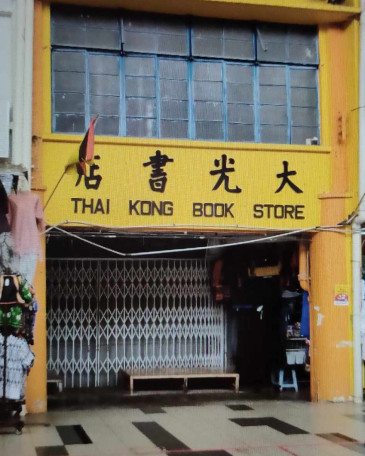 大光書店
THAI KONG BOOK STORE